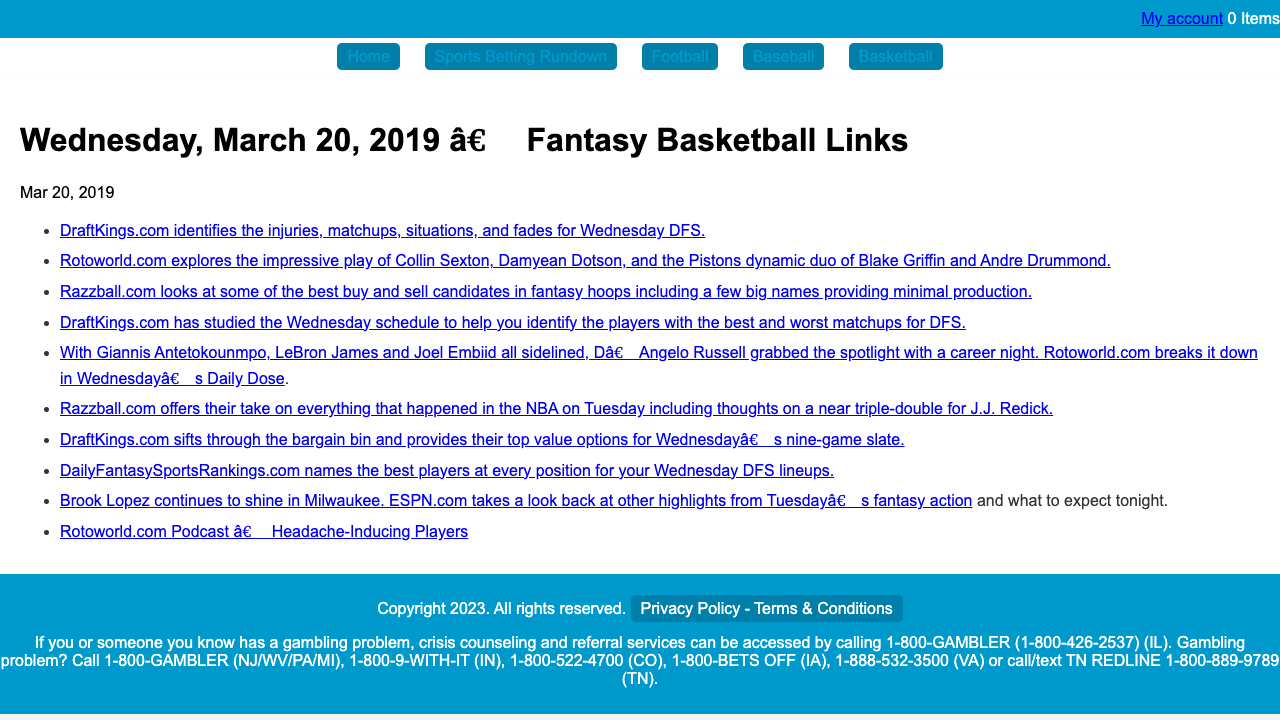 My account 0 Items
Home Sports Betting Rundown Football Baseball Basketball
Wednesday, March 20, 2019 â€ Fantasy Basketball Links
Mar 20, 2019
DraftKings.com identifies the injuries, matchups, situations, and fades for Wednesday DFS.
Rotoworld.com explores the impressive play of Collin Sexton, Damyean Dotson, and the Pistons dynamic duo of Blake Griffin and Andre Drummond.
Razzball.com looks at some of the best buy and sell candidates in fantasy hoops including a few big names providing minimal production.
DraftKings.com has studied the Wednesday schedule to help you identify the players with the best and worst matchups for DFS.
With Giannis Antetokounmpo, LeBron James and Joel Embiid all sidelined, Dâ€ Angelo Russell grabbed the spotlight with a career night. Rotoworld.com breaks it down
in Wednesdayâ€ s Daily Dose.
Razzball.com offers their take on everything that happened in the NBA on Tuesday including thoughts on a near triple-double for J.J. Redick.
DraftKings.com sifts through the bargain bin and provides their top value options for Wednesdayâ€ s nine-game slate.
DailyFantasySportsRankings.com names the best players at every position for your Wednesday DFS lineups.
Brook Lopez continues to shine in Milwaukee. ESPN.com takes a look back at other highlights from Tuesdayâ€ s fantasy action and what to expect tonight.
Rotoworld.com Podcast â€ Headache-Inducing Players
Copyright 2023. All rights reserved. Privacy Policy - Terms & Conditions
If you or someone you know has a gambling problem, crisis counseling and referral services can be accessed by calling 1-800-GAMBLER (1-800-426-2537) (IL). Gambling
problem? Call 1-800-GAMBLER (NJ/WV/PA/MI), 1-800-9-WITH-IT (IN), 1-800-522-4700 (CO), 1-800-BETS OFF (IA), 1-888-532-3500 (VA) or call/text TN REDLINE 1-800-889-9789
(TN).